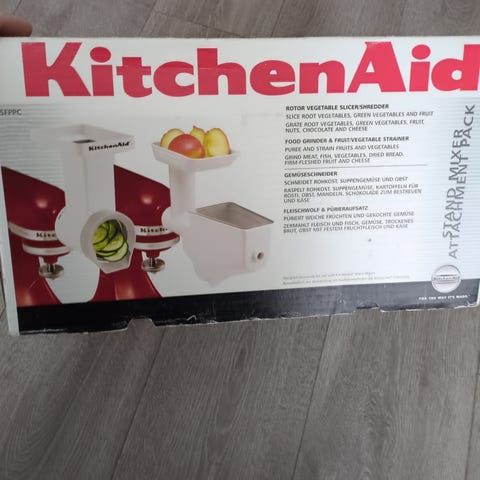 KitchenAid
SFPPC
ROTOR VEGETABLE SLICER/SHREDDER
SLICE ROOT VEGETABLES, GREEN VEGETABLES AND FRUIT
GRATE ROOT VEGETABLES, GREEN VEGETABLES, FRUIT,
NUTS, CHOCOLATE AND CHEESE
FOOD GRINDER & FRUIT/VEGETABLE STRAINER
PUREE AND STRAIN FRUITS AND VEGETABLES
GRIND MEAT, FISH, VEGETABLES, DRIED BREAD,
FIRM-FLESHED FRUIT AND CHEESE
GEMÜSESCHNEIDER
SCHNEIDET ROHKOST, SUPPENGEMÜSE UND OBST
RASPELT ROHKOST, SUPPENGEMÜSE, KARTOFFELN FÜR
RÖSTI, OBST, MANDELN, SCHOKOLADE ZUM BESTREUEN
UND KÄSE
FLEISCHWOLF & PÜRIERAUFSATZ
PÜRIERT WEICHE FRÜCHTEN UND GEKOCHTE GEMÜSE
ZERMAHLT FLEISCH UND FISCH, GEMÜSE, TROCKENES
BROT, OBST MIT FESTEM FRUCHTFLEISCH UND KÄSE
STAND MIXER
ATTACHMENT PACK
KitchenAid
KitchenAid
FOR THE WAY IT'S MADE.